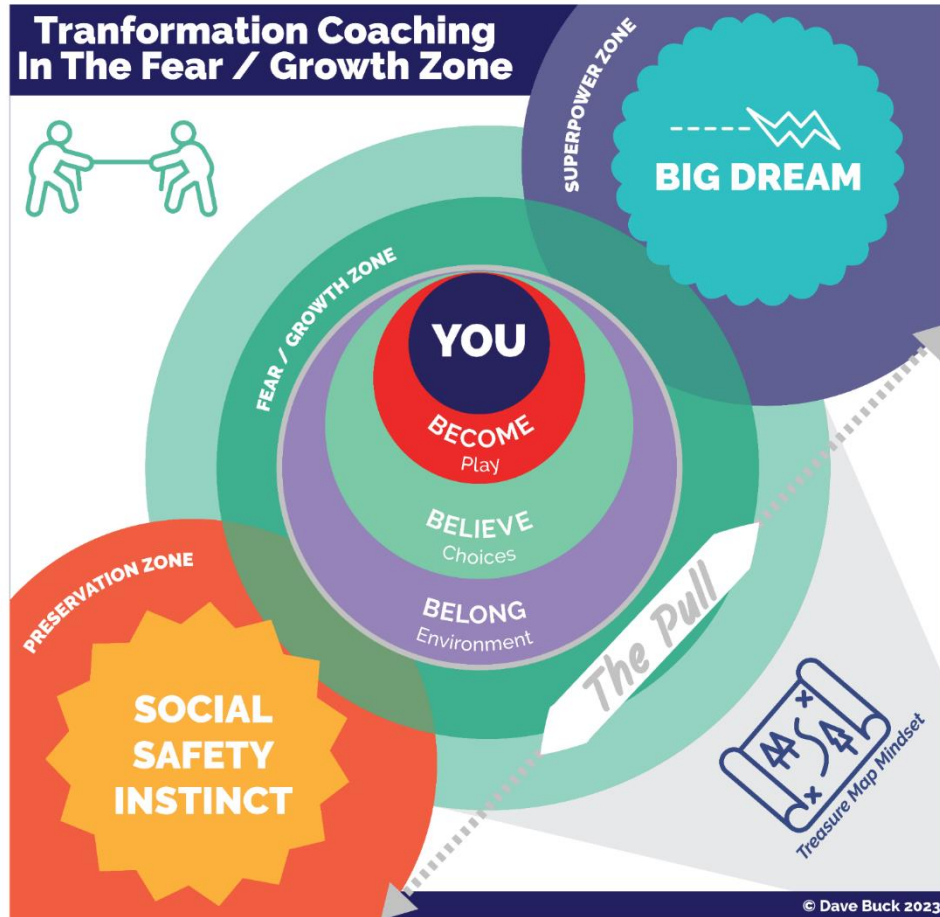 Tranformation Coaching
In The Fear / Growth Zone
SUPERPOWER ZONE
BIG DREAM
FEAR / GROWTH ZONE
YOU
BECOME
Play
BELIEVE
Choices
BELONG
Environment
PRESERVATION ZONE
SOCIAL
SAFETY
INSTINCT
The Pull
Treasure Map Mindset
© Dave Buck 2023